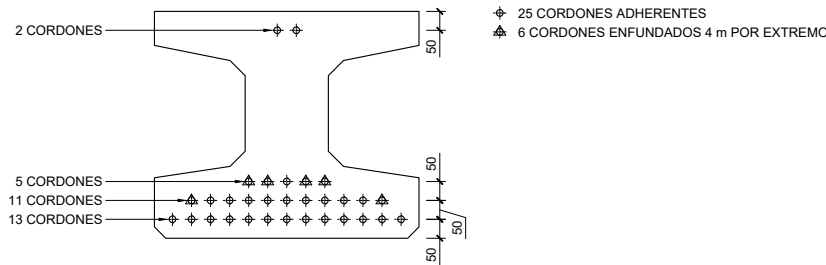 2 CORDONES
25 CORDONES ADHERENTES
6 CORDONES ENFUNDADOS 4 m POR EXTREMO
50
50
5 CORDONES
11 CORDONES
13 CORDONES
50
50